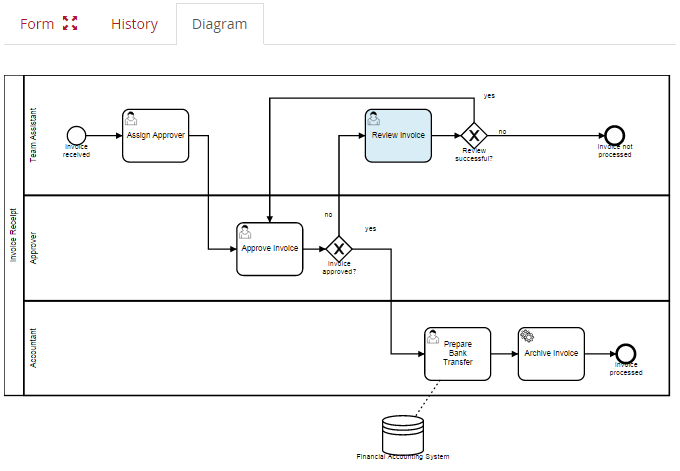 Form
History
Diagram
Invoice Receipt
Team Assistant
Invoice
received
Assign Approver
Review Invoice
yes
Review
successful?
no
Invoice not
processed
Approver
Approve Invoice
no
Invoice
approved?
yes
Accountant
Prepare
Bank
Transfer
Archive Invoice
Invoice
processed
Financial Accounting System